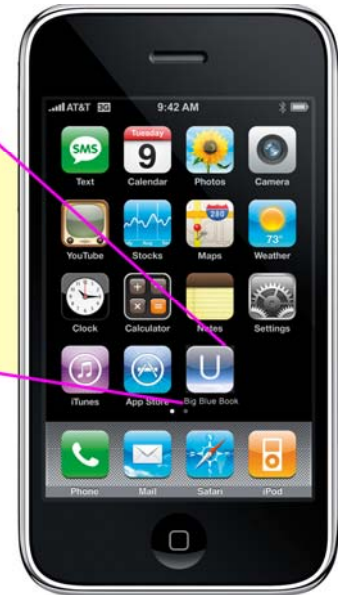 AT&T 3G 9:42 AM
SMS Tuesday 9
Text Calendar Photos Camera
280 73°
YouTube Stocks Maps Weather
Clock Calculator Notes Settings
U
iTunes App Store Big Blue Book
Phone Mail Safari iPod